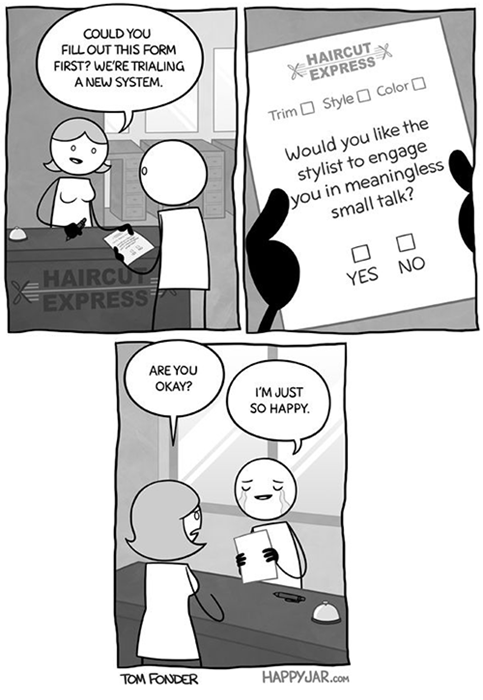 COULD YOU
FILL OUT THIS FORM
FIRST? WE'RE TRIALING
A NEW SYSTEM.
HAIRCUT
EXPRESS
HAIRCUT
EXPRESS
Trim Style Color
Would you like the
stylist to engage
you in meaningless
small talk?
YES NO
ARE YOU
OKAY?
I'M JUST
SO HAPPY.
TOM FONDER HAPPYJAR.COM